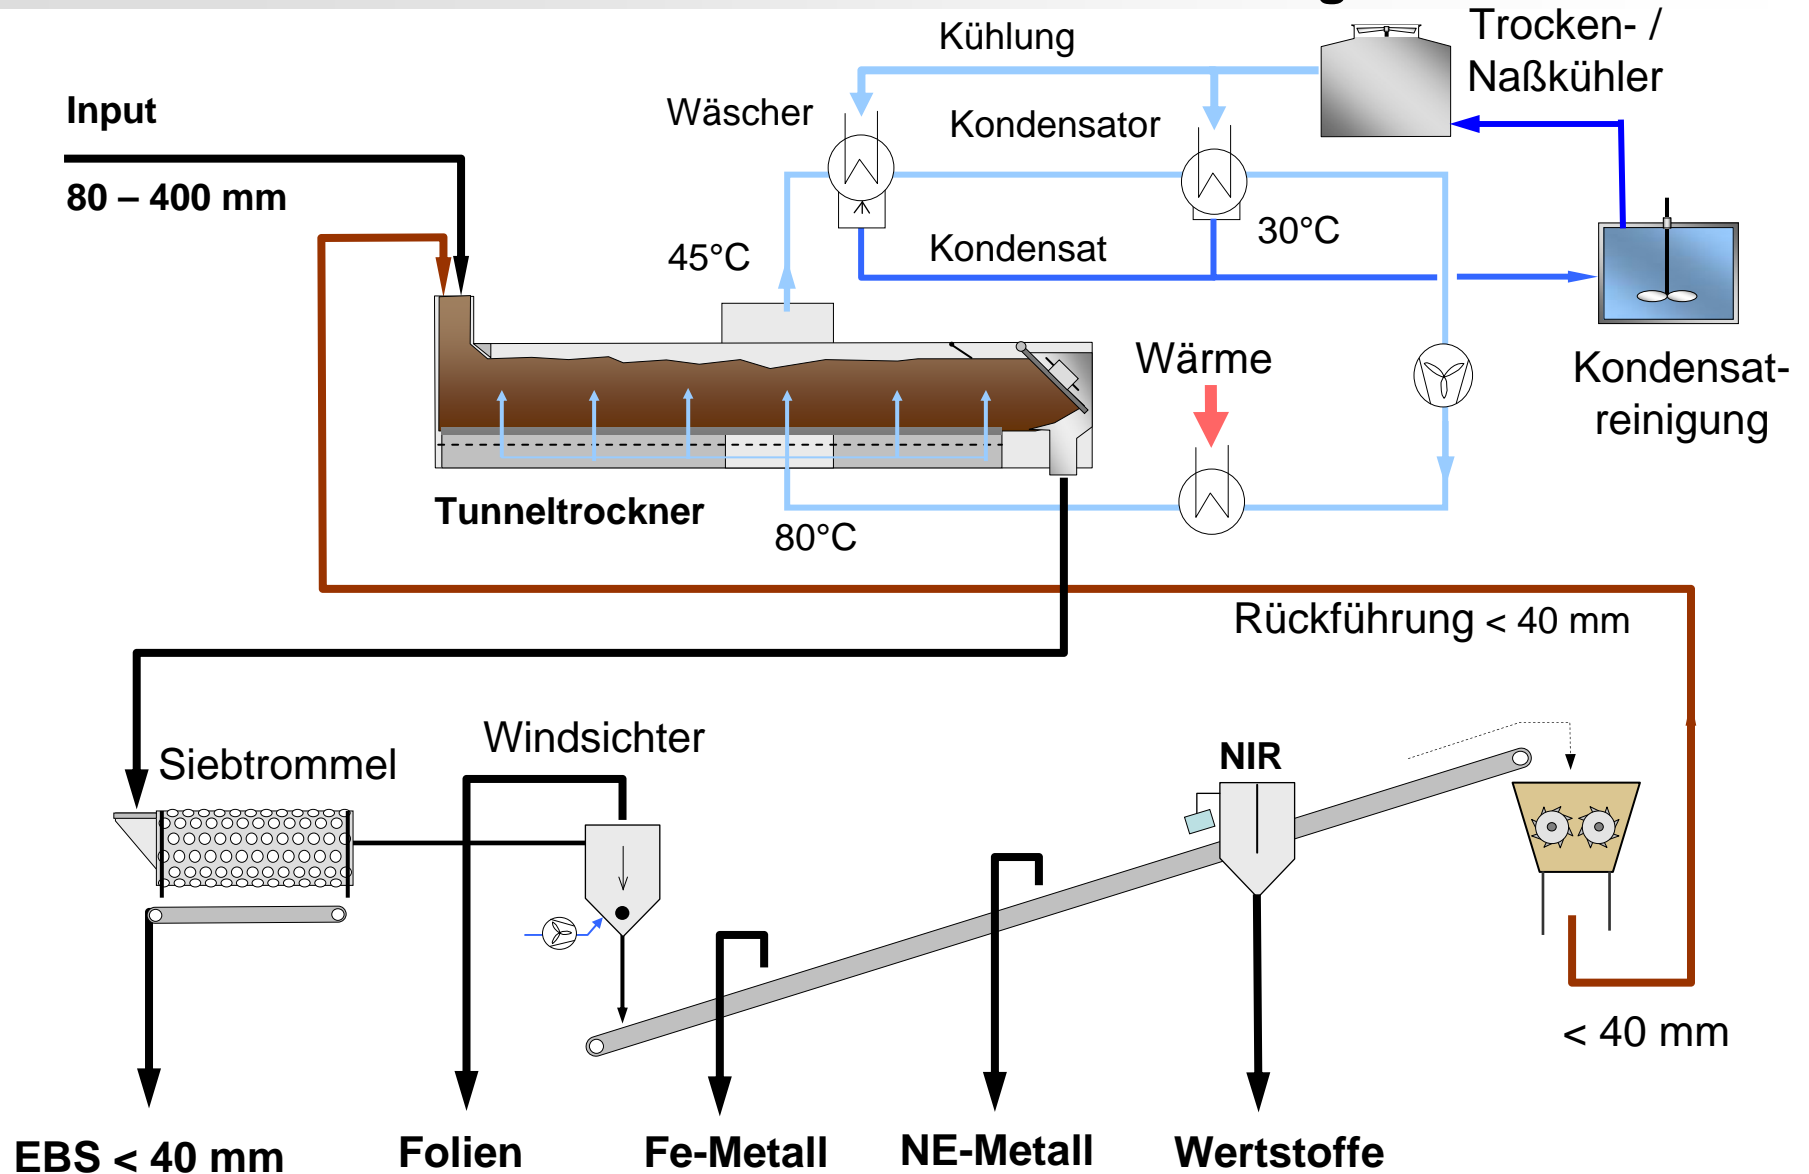 Kühlung
Trocken- /
Naßkühler
Input
Wäscher
Kondensator
80 – 400 mm
45°C
Kondensat
30°C
Wärme
Kondensat-
reinigung
Tunneltrockner
80°C
Rückführung < 40 mm
Siebtrommel
Windsichter
NIR
< 40 mm
EBS < 40 mm
Folien
Fe-Metall
NE-Metall
Wertstoffe